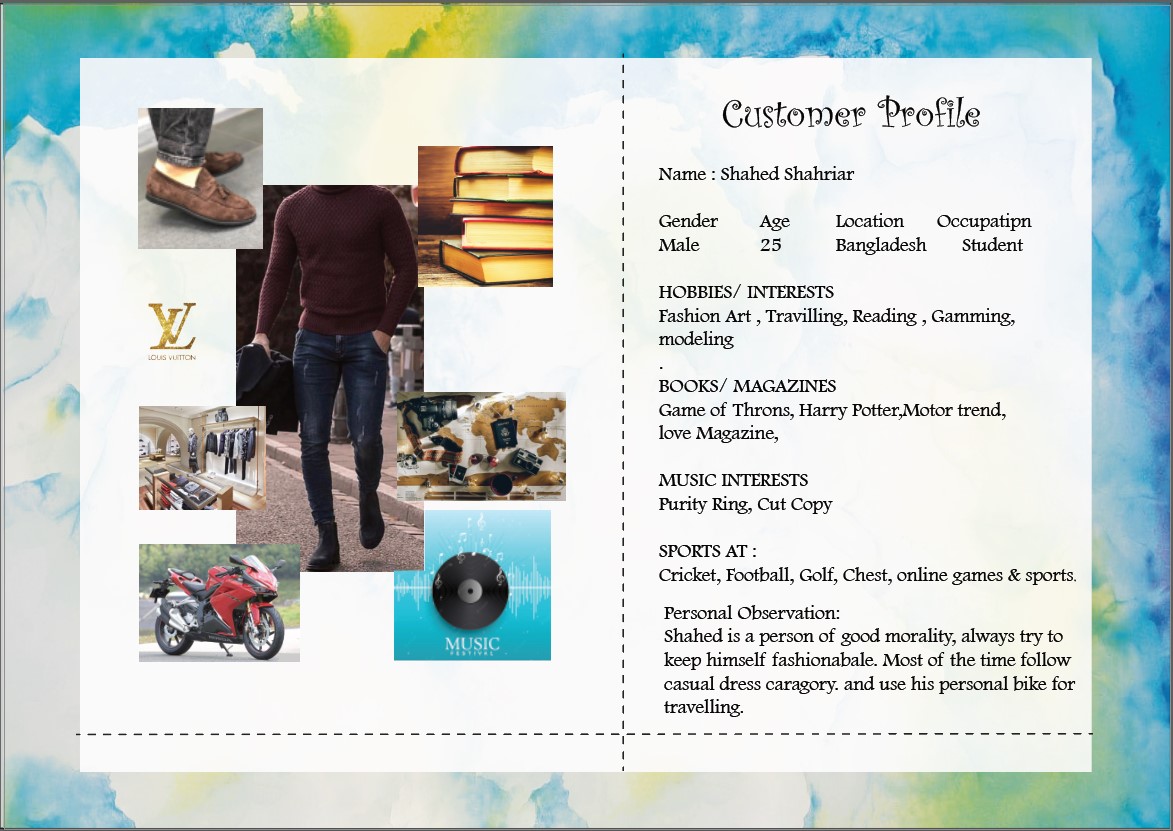 LOUIS VUITTON
MUSIC
FESTIVAL
Customer Profile
Name : Shahed Shahriar
Gender Age Location Occupatipn
Male 25 Bangladesh Student
HOBBIES/ INTERESTS
Fashion Art , Travilling, Reading , Gamming,
modeling
.
BOOKS/ MAGAZINES
Game of Throns, Harry Potter,Motor trend,
love Magazine,
MUSIC INTERESTS
Purity Ring, Cut Copy
SPORTS AT :
Cricket, Football, Golf, Chest, online games & sports.
Personal Observation:
Shahed is a person of good morality, always try to
keep himself fashionabale. Most of the time follow
casual dress caragory. and use his personal bike for
travelling.